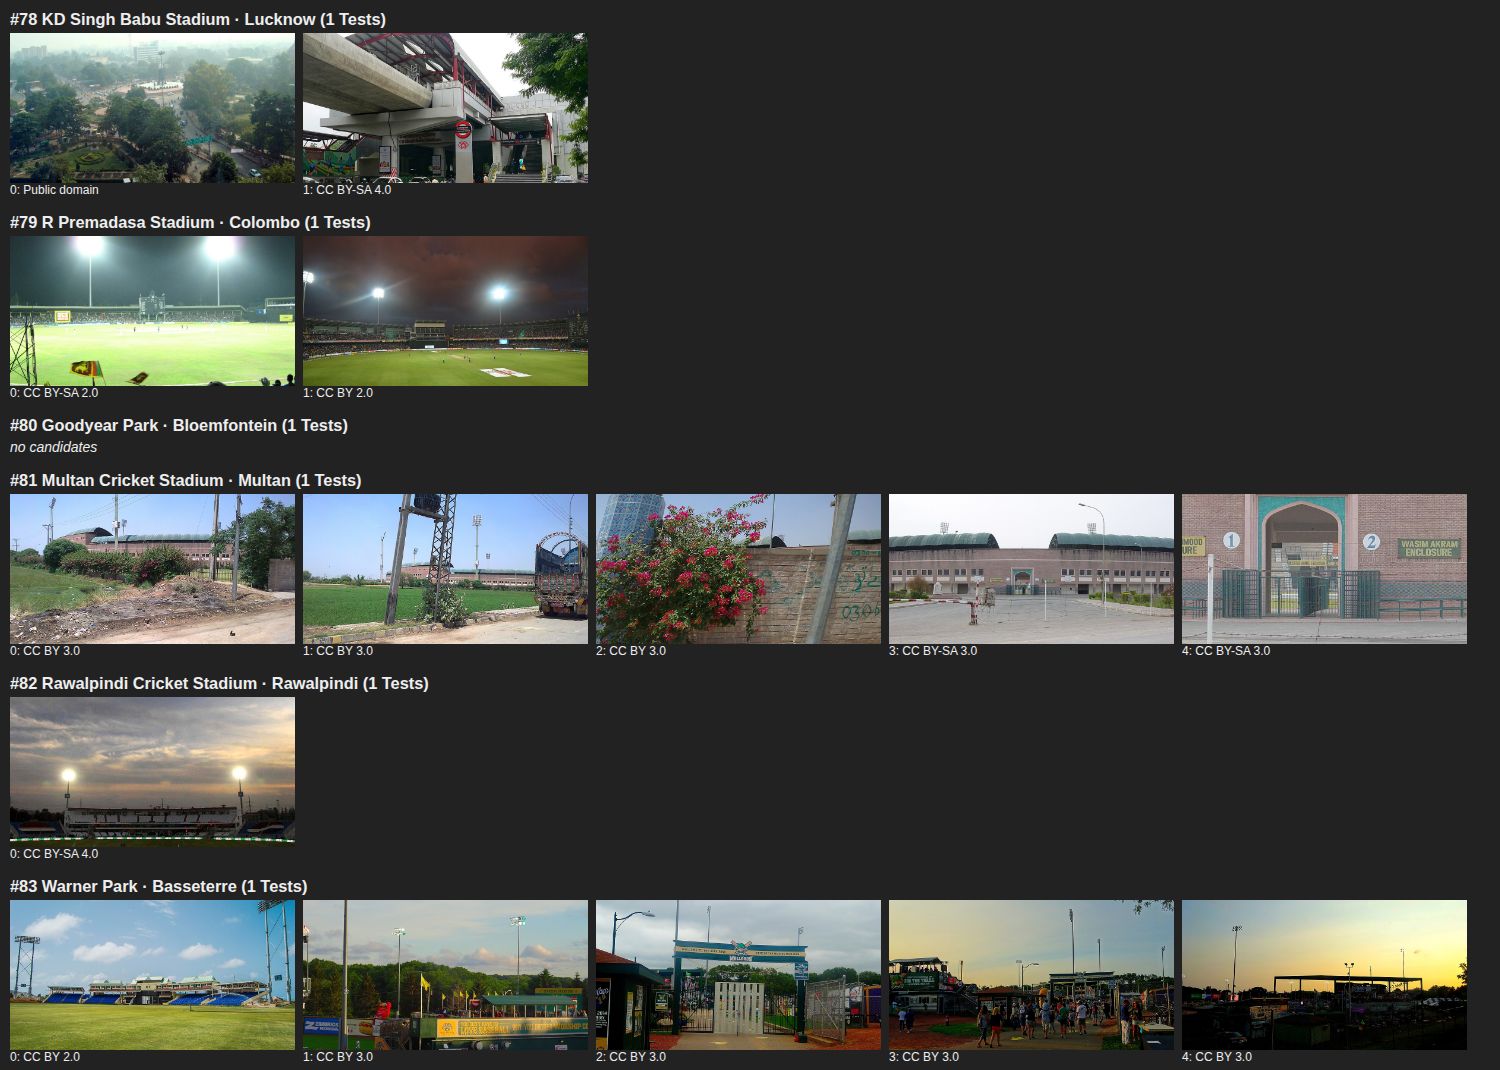 #78 KD Singh Babu Stadium · Lucknow (1 Tests)
0: Public domain
1: CC BY-SA 4.0
#79 R Premadasa Stadium · Colombo (1 Tests)
0: CC BY-SA 2.0
1: CC BY 2.0
#80 Goodyear Park · Bloemfontein (1 Tests)
no candidates
#81 Multan Cricket Stadium · Multan (1 Tests)
1
2
WASIM AKRAM
ENCLOSURE
0: CC BY 3.0
1: CC BY 3.0
2: CC BY 3.0
3: CC BY-SA 3.0
4: CC BY-SA 3.0
#82 Rawalpindi Cricket Stadium · Rawalpindi (1 Tests)
0: CC BY-SA 4.0
#83 Warner Park · Basseterre (1 Tests)
0: CC BY 2.0
1: CC BY 3.0
2: CC BY 3.0
3: CC BY 3.0
4: CC BY 3.0